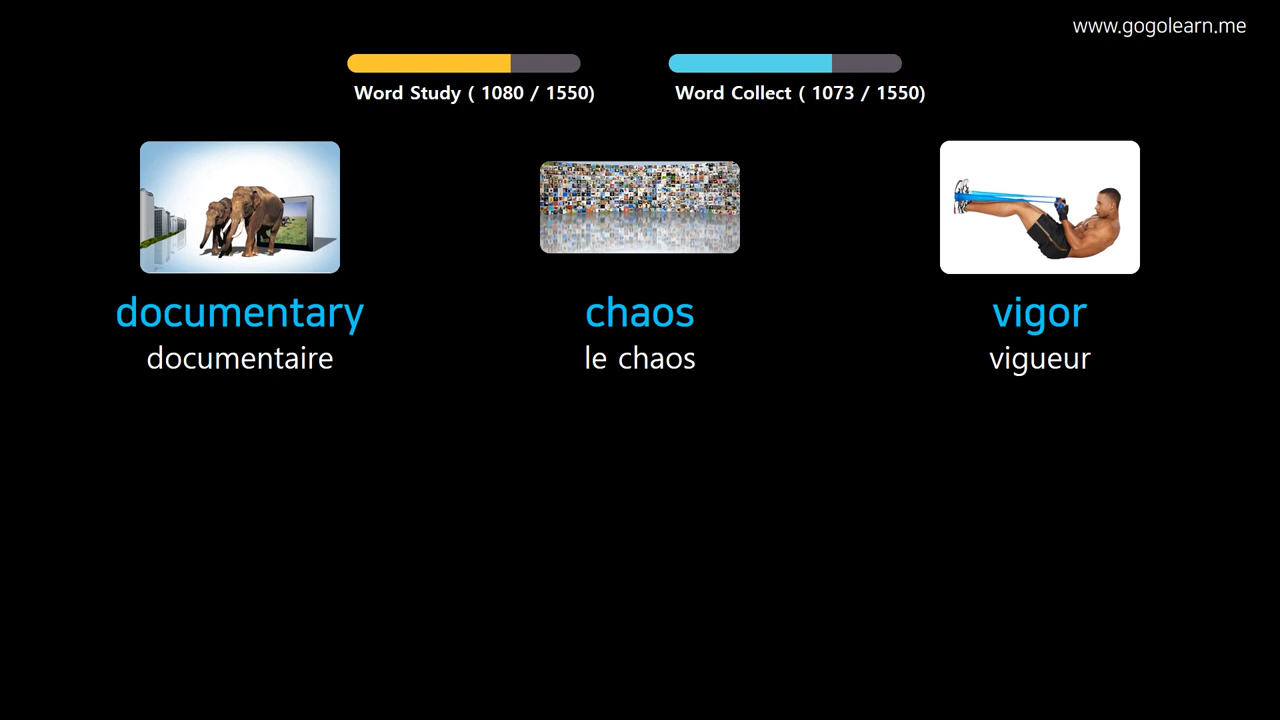 www.gogolearn.me
Word Study ( 1080 / 1550)
Word Collect ( 1073 / 1550)
documentary
documentaire
chaos
le chaos
vigor
vigueur